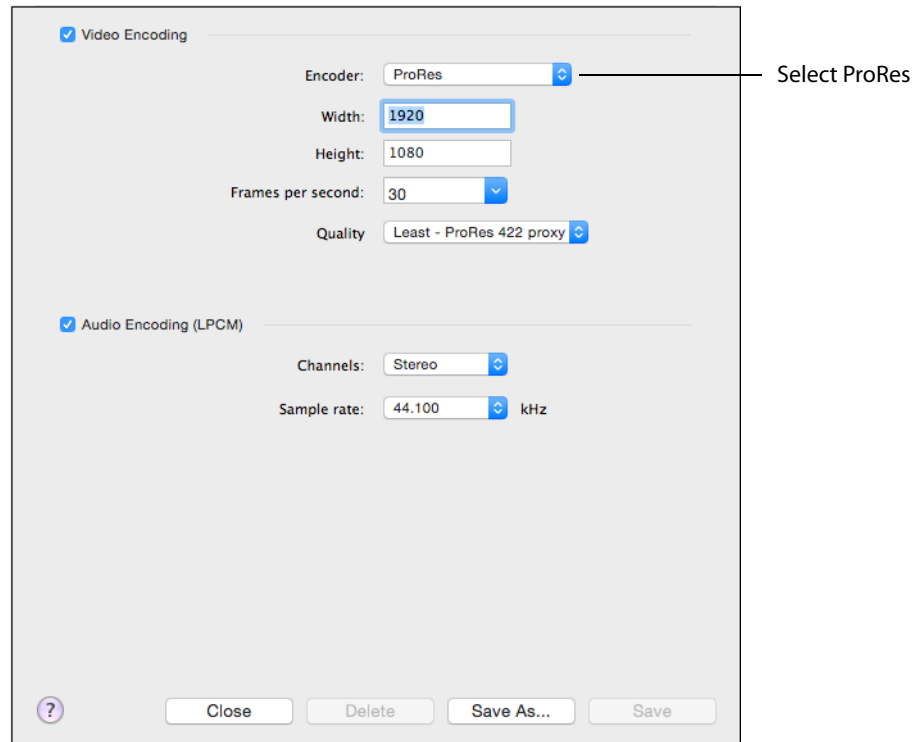 Video Encoding
Encoder: ProRes
Select ProRes
Width: 1920
Height: 1080
Frames per second: 30
Quality Least - ProRes 422 proxy
Audio Encoding (LPCM)
Channels: Stereo
Sample rate: 44.100 kHz
? Close Delete Save As... Save